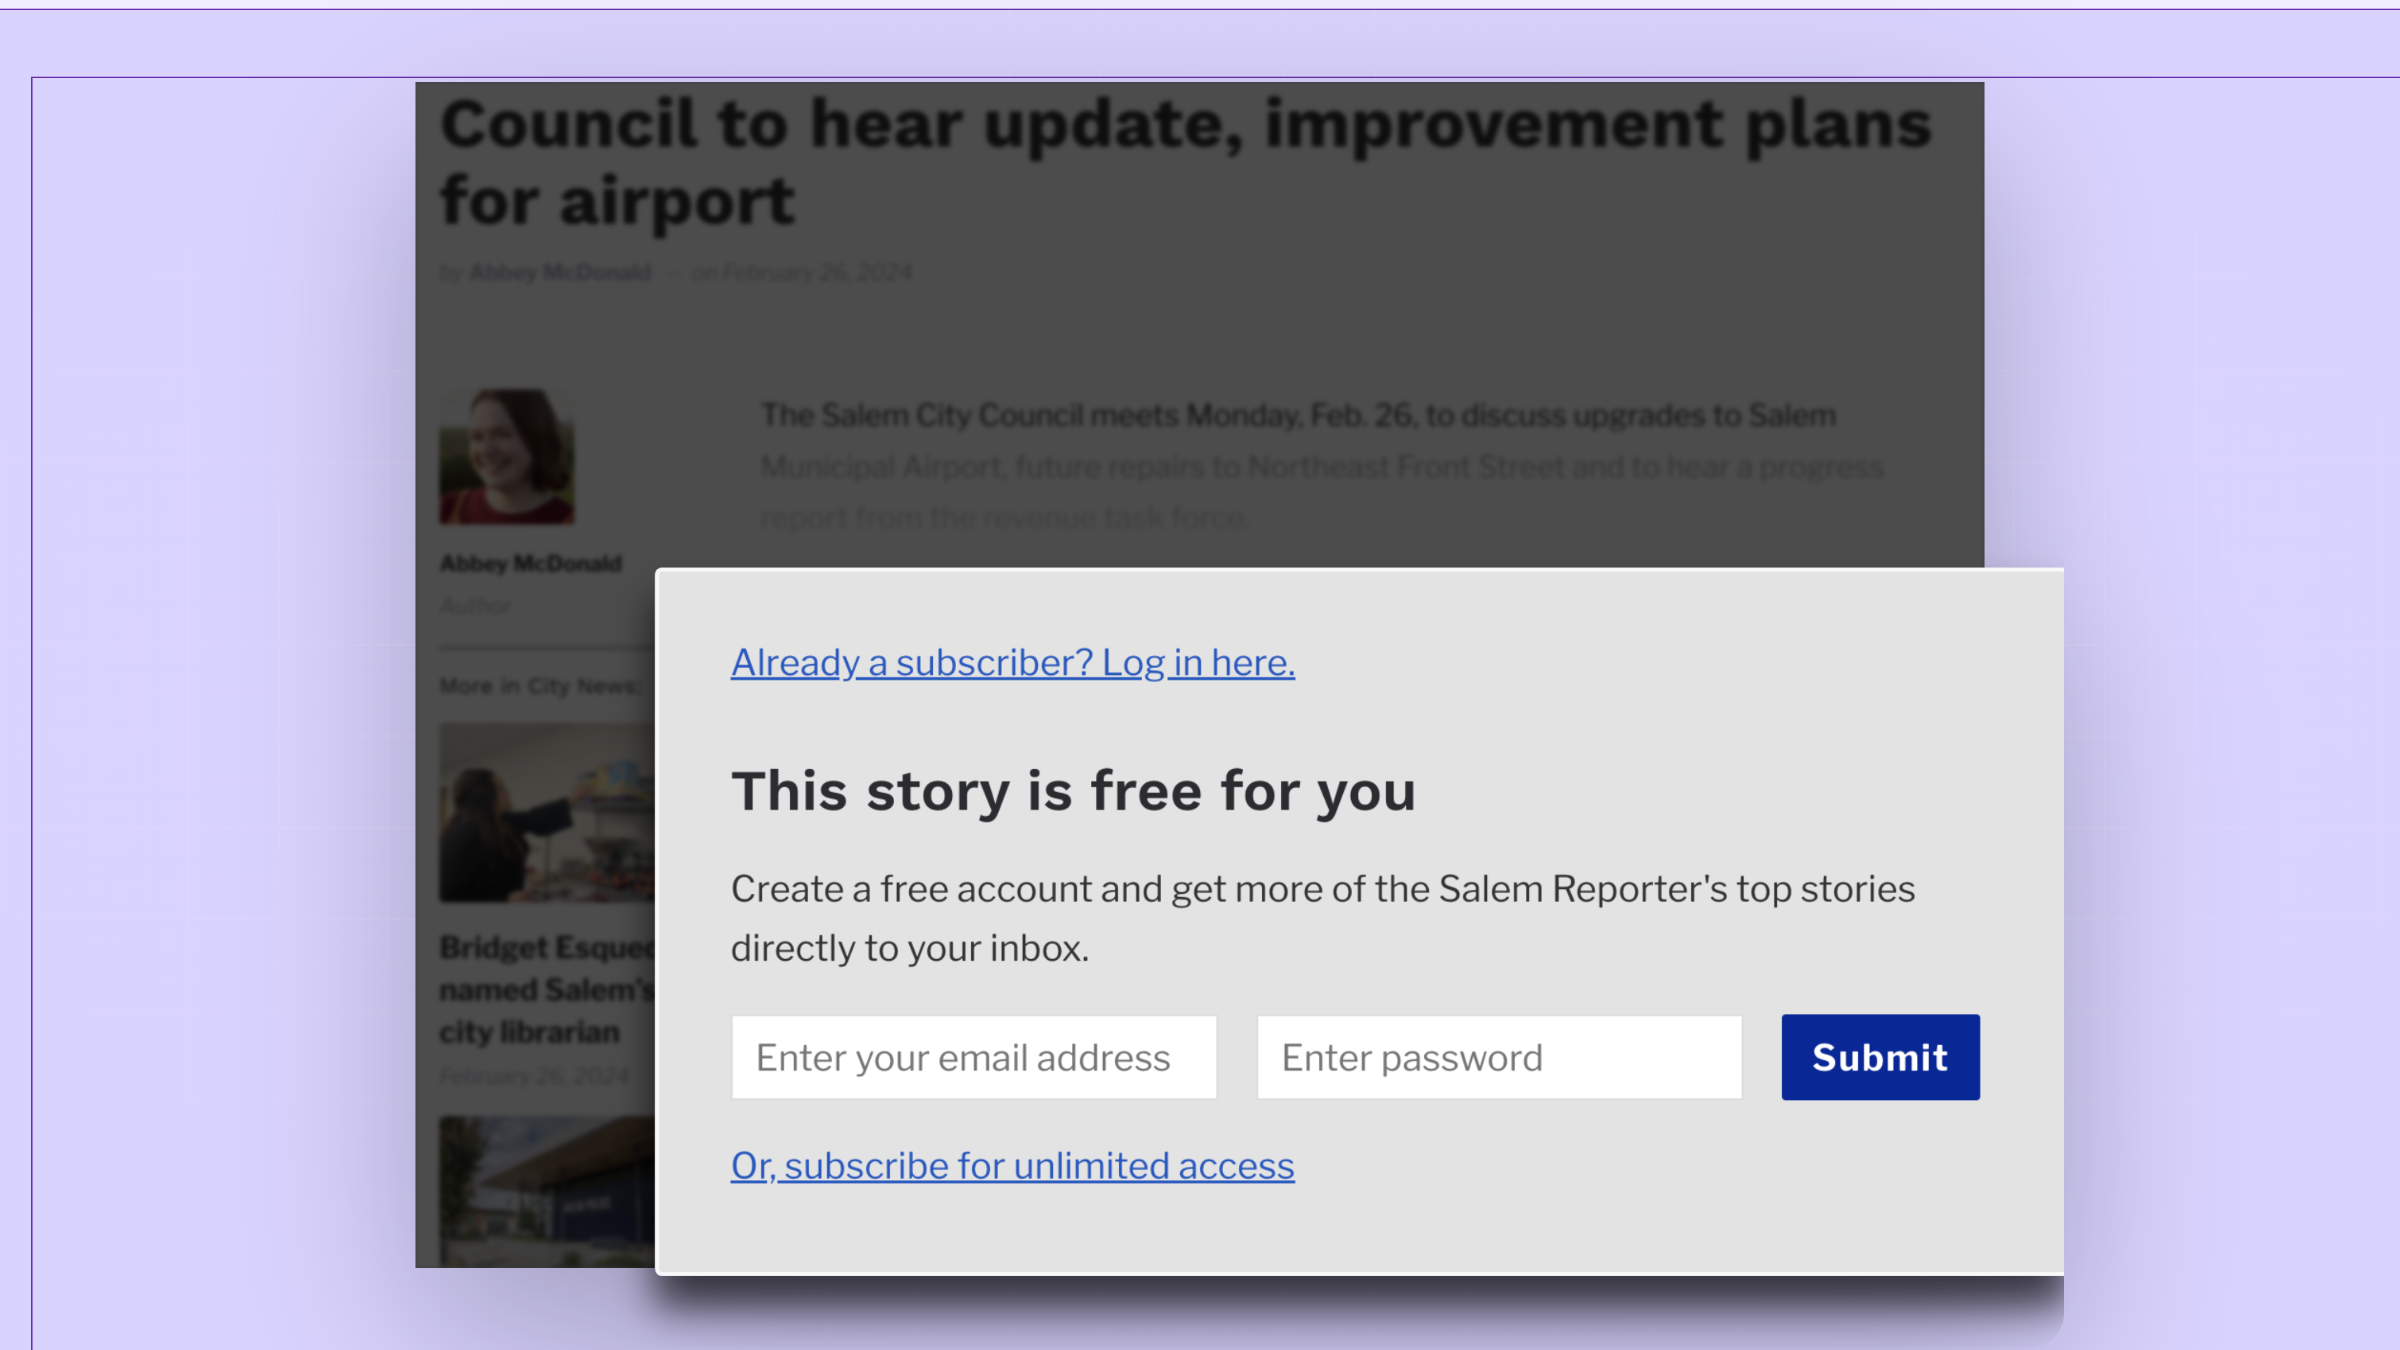 Council to hear update, improvement plans
for airport
by Abbey McDonald — on February 26, 2024
The Salem City Council meets Monday, Feb. 26, to discuss upgrades to Salem
Municipal Airport, future repairs to Northeast Front Street and to hear a progress
report from the revenue task force.
Abbey McDonald
Author
More in City News:
Bridget Esqued
named Salem's
city librarian
February 26, 2024
Already a subscriber? Log in here.
This story is free for you
Create a free account and get more of the Salem Reporter's top stories
directly to your inbox.
Enter your email address
Enter password
Submit
Or, subscribe for unlimited access